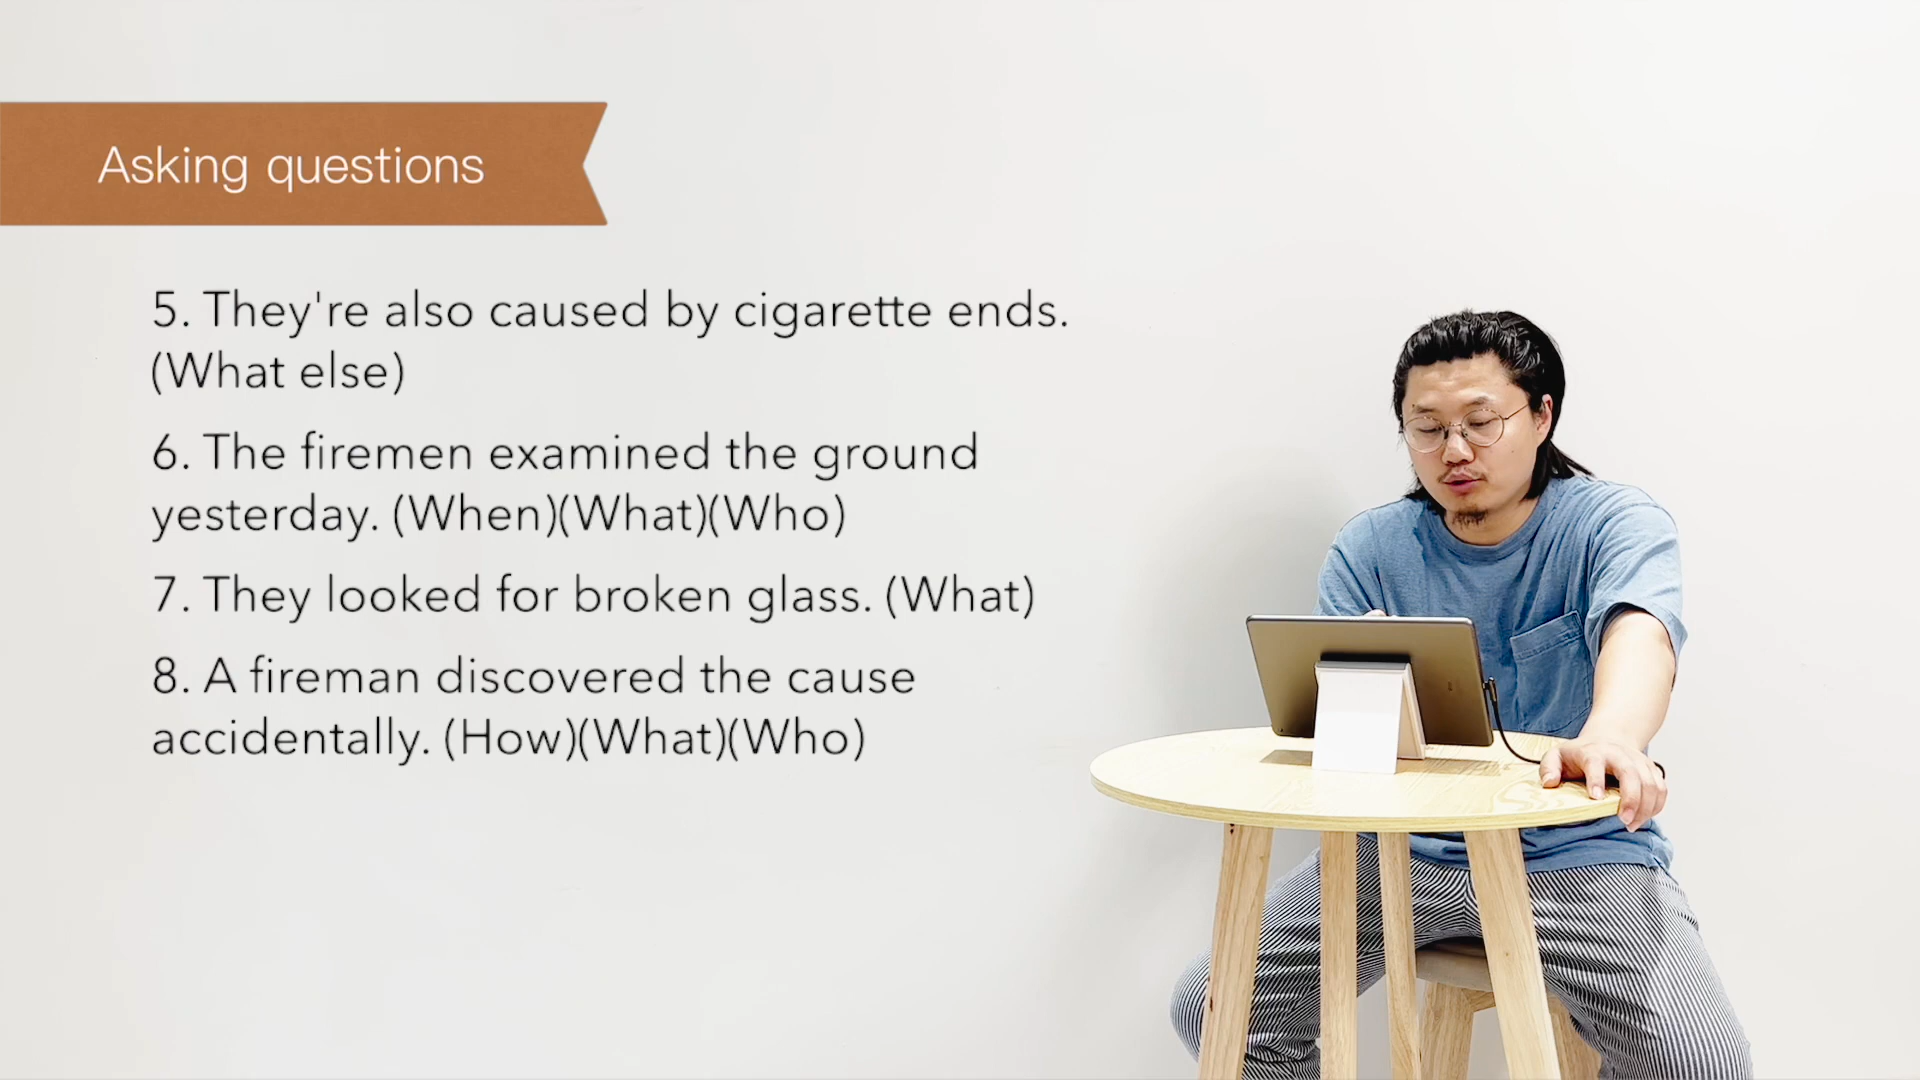 Asking questions
5. They're also caused by cigarette ends.
(What else)
6. The firemen examined the ground
yesterday. (When)(What)(Who)
7. They looked for broken glass. (What)
8. A fireman discovered the cause
accidentally. (How)(What)(Who)